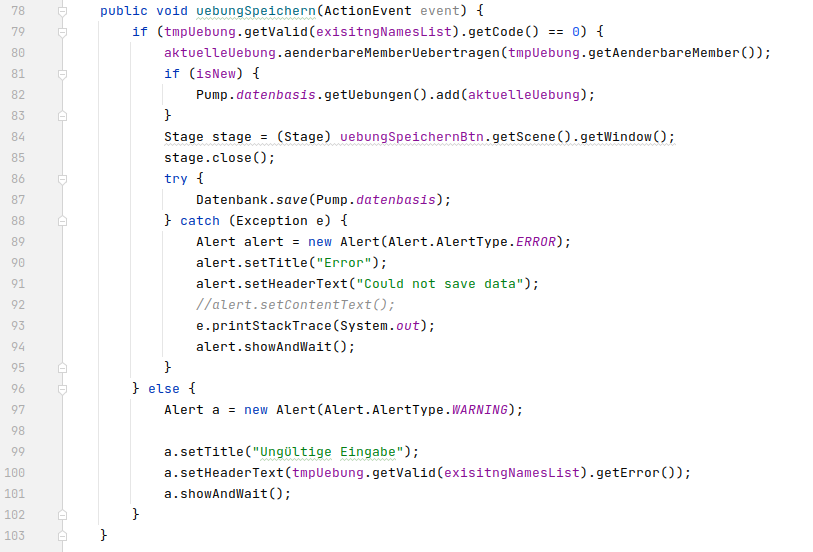 78 public void uebungSpeichern(ActionEvent event) {
79 if (tmpUebung.getValid(exisitngNamesList).getCode() == 0) {
80 aktuelleUebung.aenderbareMemberUebertragen(tmpUebung.getAenderbareMember());
81 if (isNew) {
82 Pump.datenbasis.getUebungen().add(aktuelleUebung);
83 }
84 Stage stage = (Stage) uebungSpeichernBtn.getScene().getWindow();
85 stage.close();
86 try {
87 Datenbank.save(Pump.datenbasis);
88 } catch (Exception e) {
89 Alert alert = new Alert(Alert.AlertType.ERROR);
90 alert.setTitle("Error");
91 alert.setHeaderText("Could not save data");
92 //alert.setContentText();
93 e.printStackTrace(System.out);
94 alert.showAndWait();
95 }
96 } else {
97 Alert a = new Alert(Alert.AlertType.WARNING);
98
99 a.setTitle("Ungültige Eingabe");
100 a.setHeaderText(tmpUebung.getValid(exisitngNamesList).getError());
101 a.showAndWait();
102 }
103 }